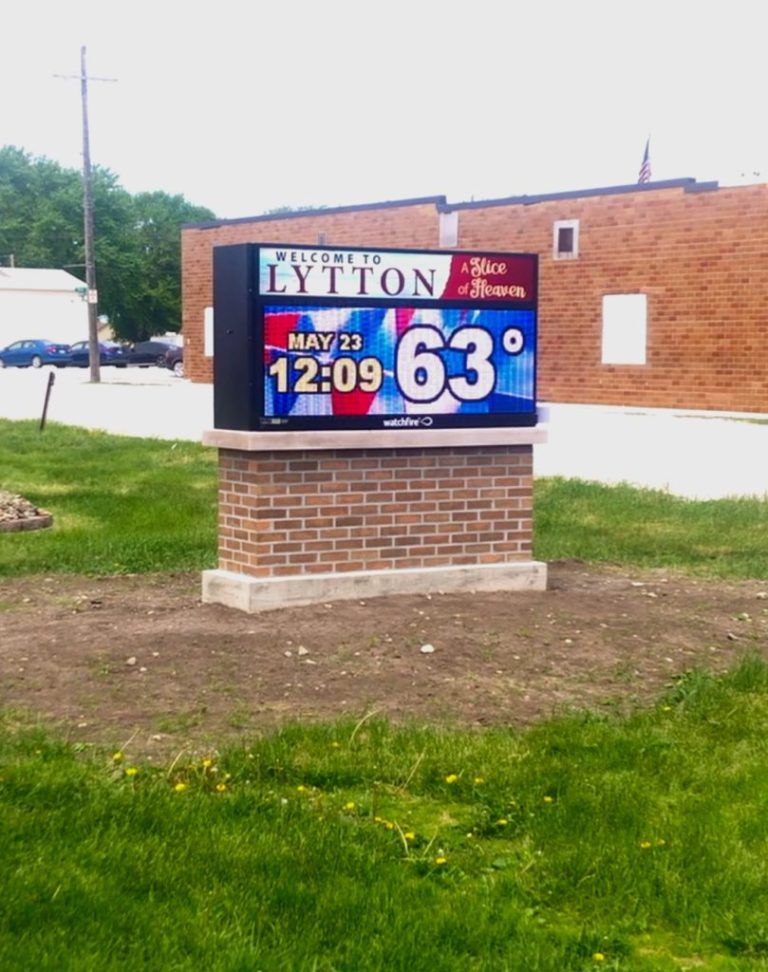 WELCOME TO
LYTTON
A Slice
of Heaven
MAY 23
12:09
63°
watchfire